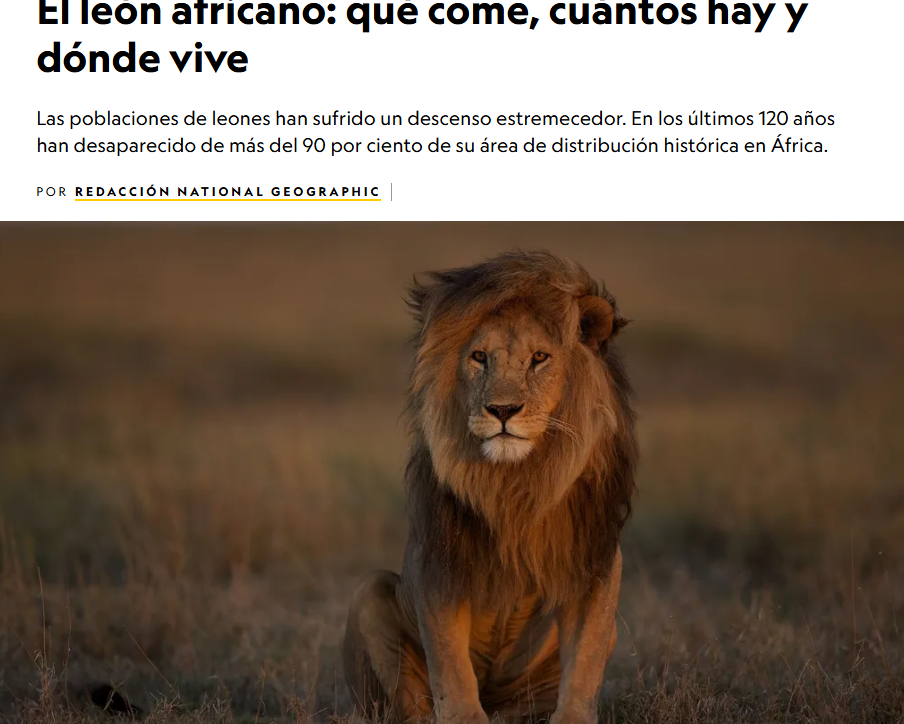 El león africano: qué come, cuántos hay y
dónde vive
Las poblaciones de leones han sufrido un descenso estremecedor. En los últimos 120 años
han desaparecido de más del 90 por ciento de su área de distribución histórica en África.
POR REDACCIÓN NATIONAL GEOGRAPHIC